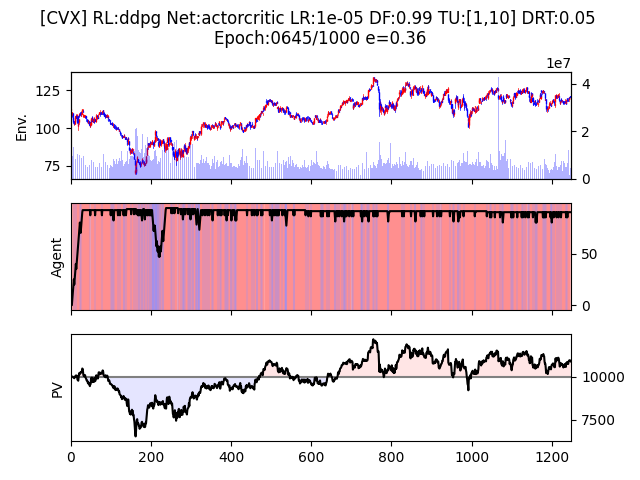 [CVX] RL:ddpg Net:actorcritic LR:1e-05 DF:0.99 TU:[1,10] DRT:0.05
Epoch:0645/1000 e=0.36
1e7
125
100
75
Env.
4
2
0
Agent
50
0
PV
10000
7500
0 200 400 600 800 1000 1200